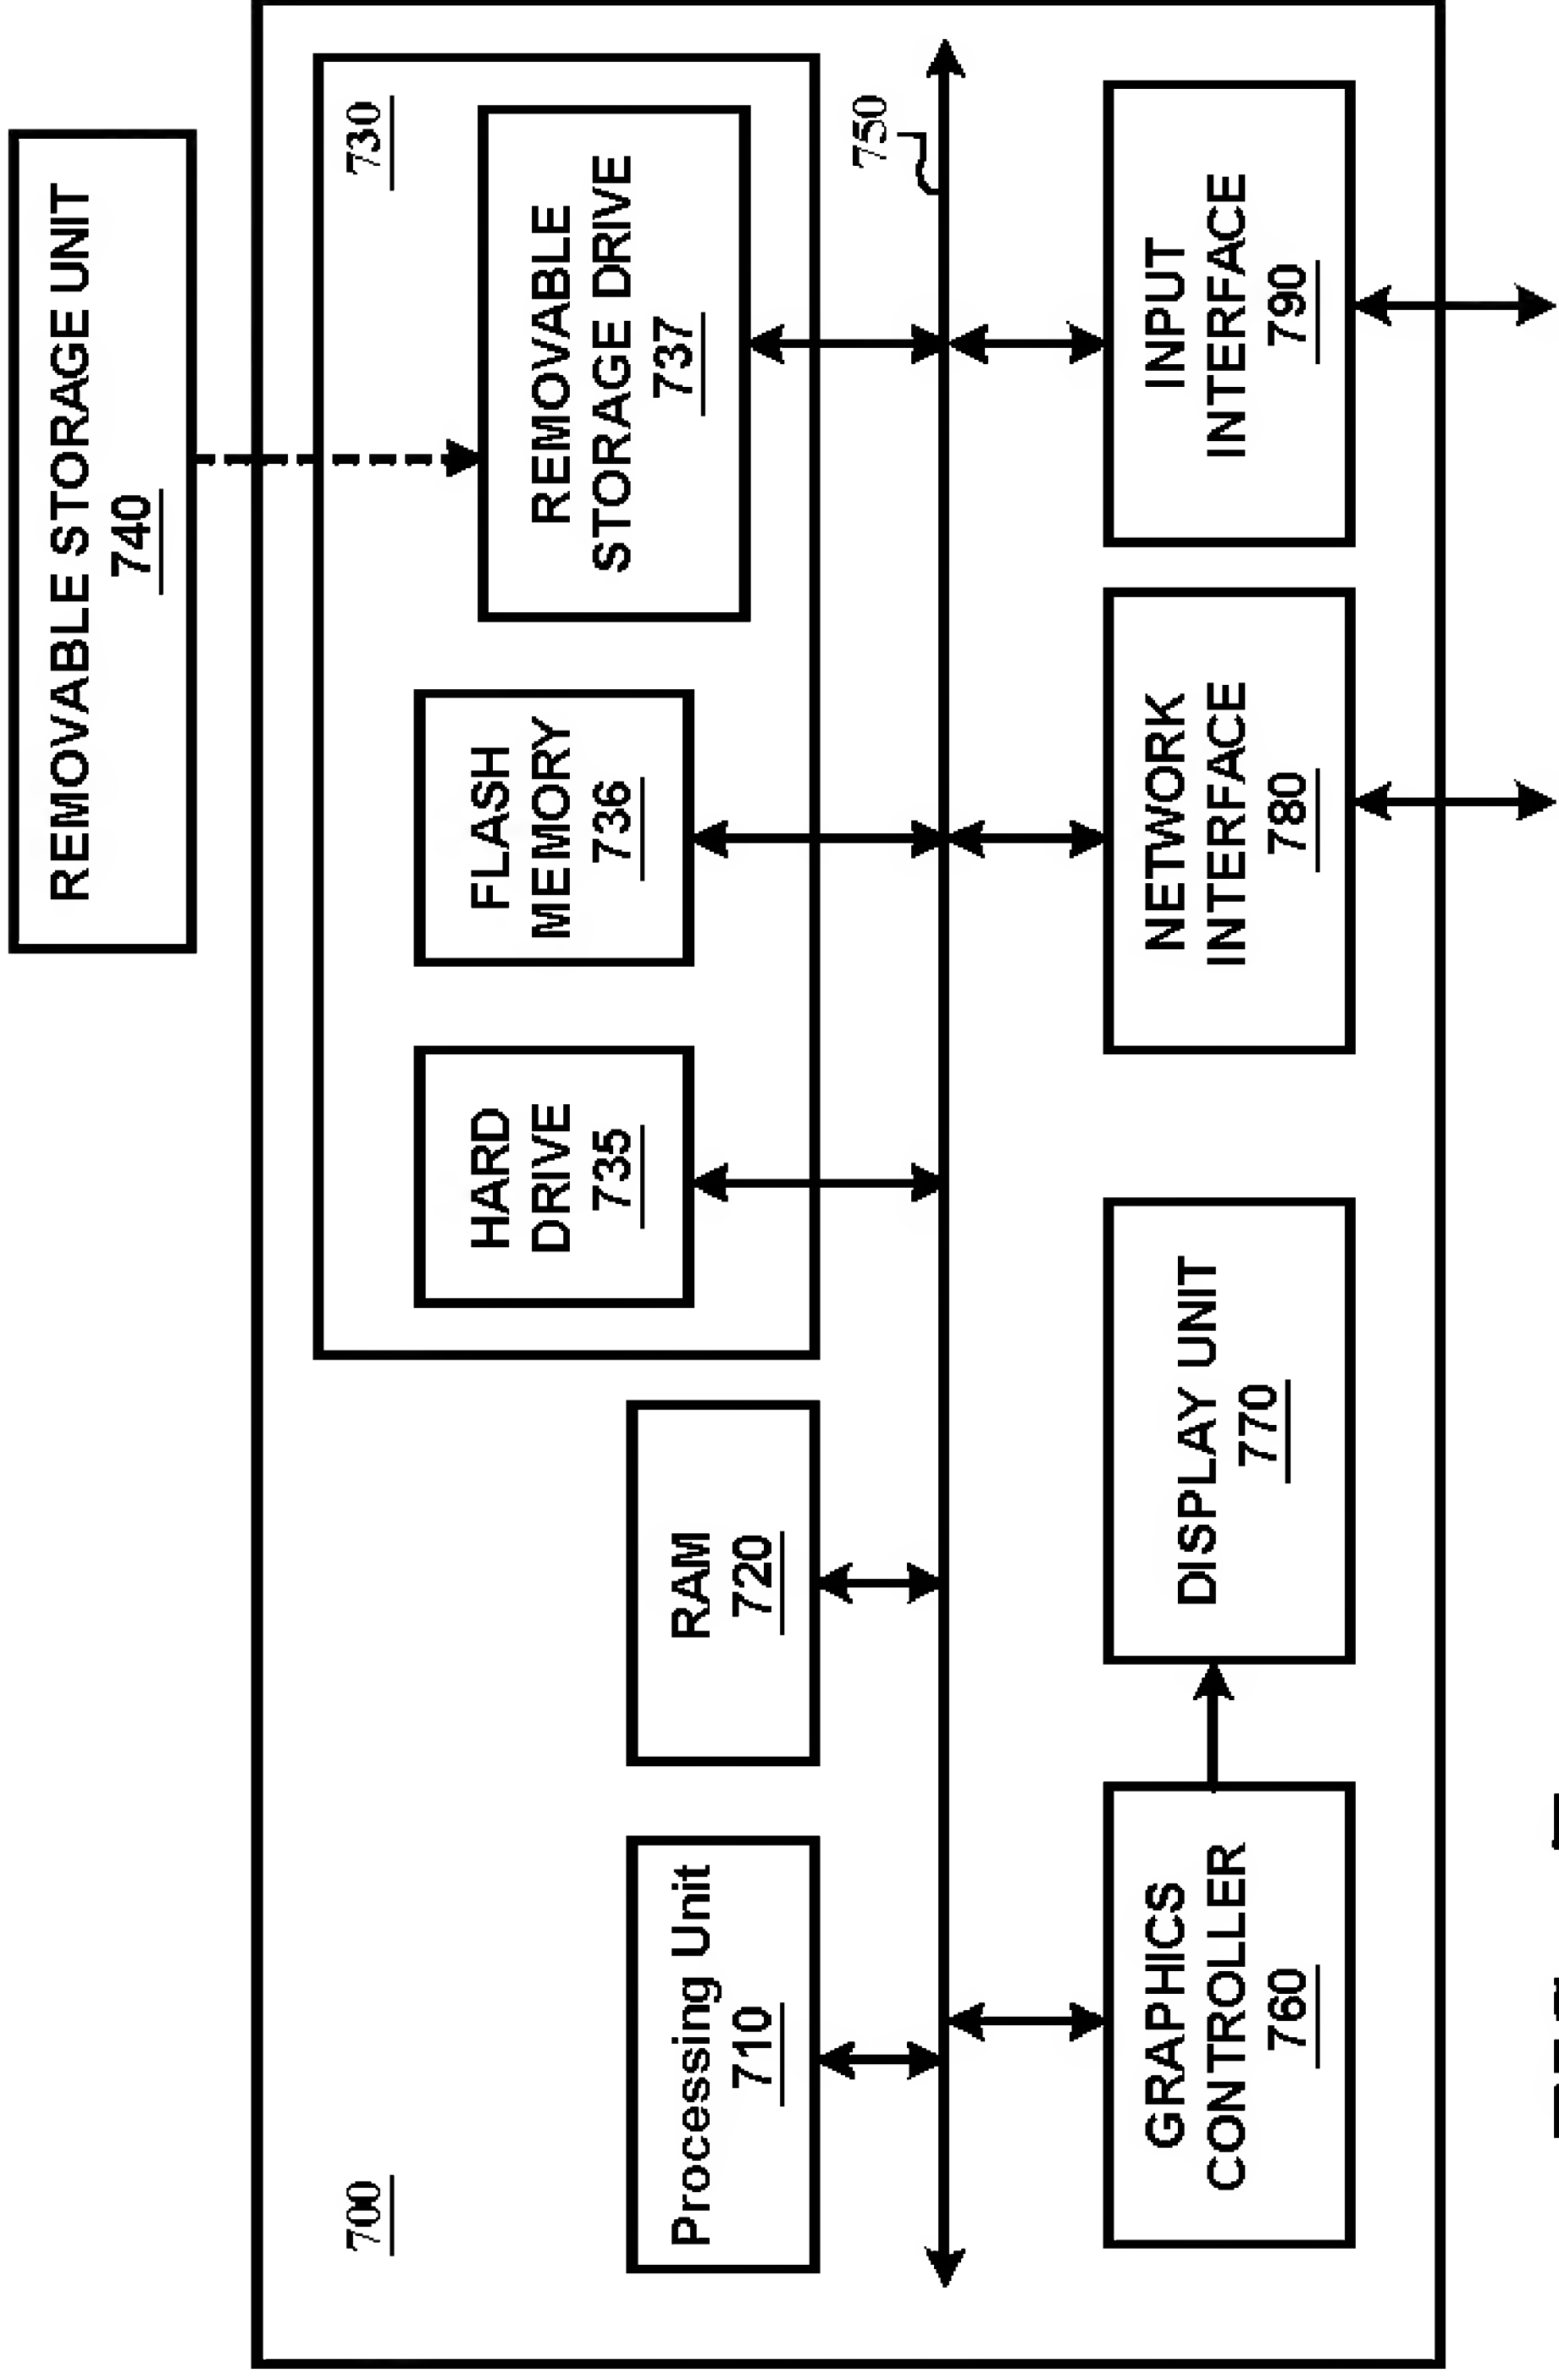 REMOVABLE STORAGE UNIT
740
700
730
Processing Unit
710
RAM
720
HARD
DRIVE
735
FLASH
MEMORY
736
REMOVABLE
STORAGE DRIVE
737
750
GRAPHICS
CONTROLLER
760
DISPLAY UNIT
770
NETWORK
INTERFACE
780
INPUT
INTERFACE
790